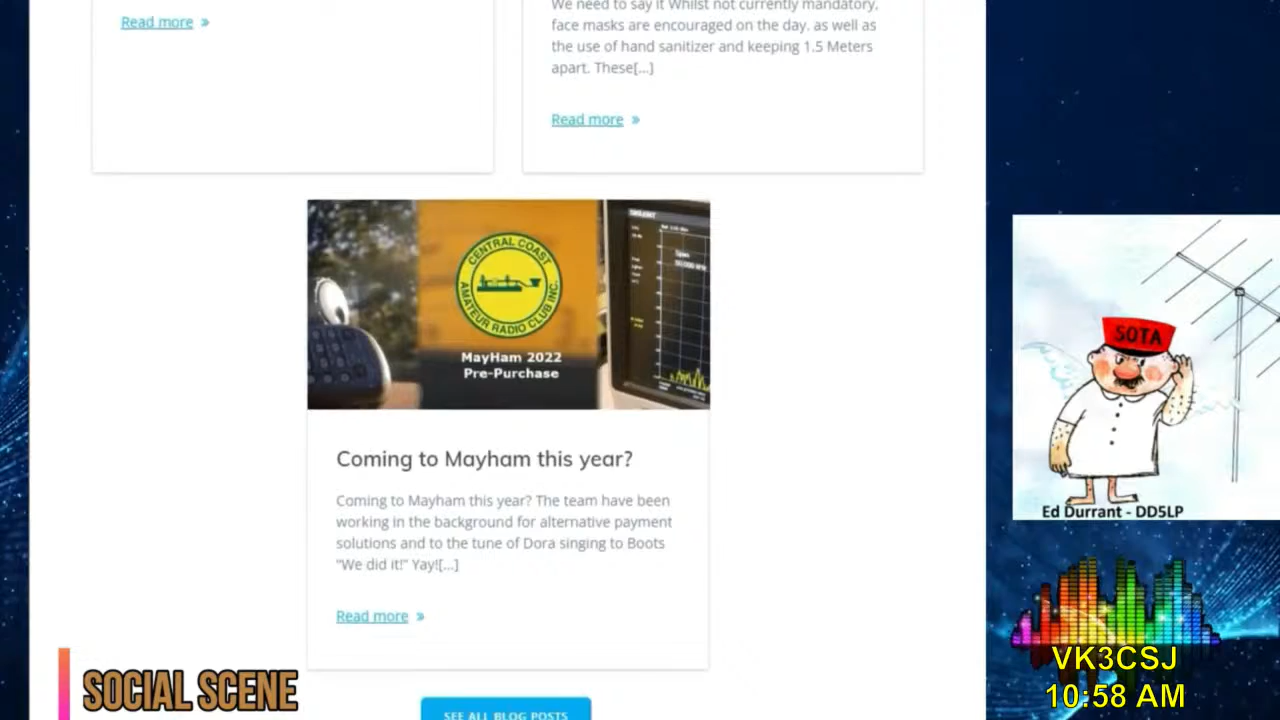 We need to say it Whilst not currently mandatory,
Read more »
face masks are encouraged on the day, as well as
the use of hand sanitizer and keeping 1.5 Meters
apart. These[...]
Read more »
CENTRAL COAST
AMATEUR RADIO CLUB INC.
MayHam 2022
Pre-Purchase
Coming to Mayham this year?
Coming to Mayham this year? The team have been
working in the background for alternative payment
solutions and to the tune of Dora singing to Boots
"We did it!" Yay![...]
Read more »
SEE ALL BLOG POSTS
SOCIAL SCENE
SOTA
Ed Durrant - DD5LP
VK3CSJ
10:58 AM